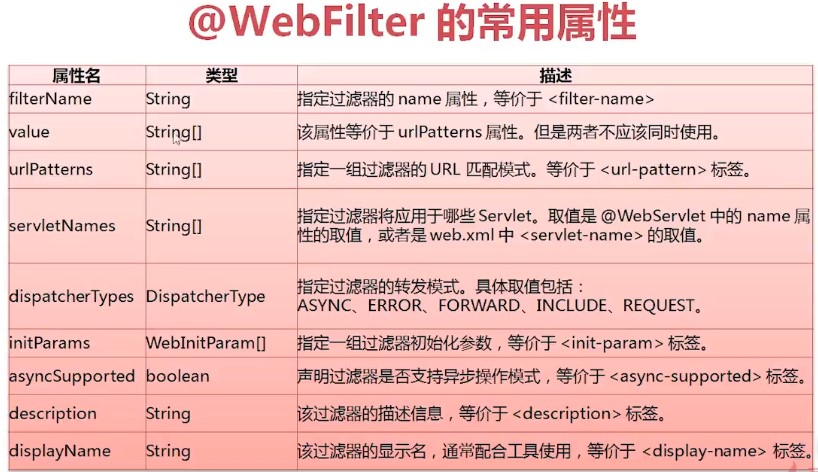 @WebFilter 的常用属性
属性名 类型 描述
filterName String 指定过滤器的 name 属性，等价于 <filter-name>
value String[] 该属性等价于 urlPatterns 属性。但是两者不应该同时使用。
urlPatterns String[] 指定一组过滤器的 URL 匹配模式。等价于 <url-pattern> 标签。
servletNames String[] 指定过滤器将应用于哪些 Servlet。取值是 @WebServlet 中的 name 属
性的取值，或者是 web.xml 中 <servlet-name> 的取值。
dispatcherTypes DispatcherType 指定过滤器的转发模式。具体取值包括：
ASYNC、ERROR、FORWARD、INCLUDE、REQUEST。
initParams WebInitParam[] 指定一组过滤器初始化参数，等价于 <init-param> 标签。
asyncSupported boolean 声明过滤器是否支持异步操作模式，等价于 <async-supported> 标签。
description String 该过滤器的描述信息，等价于 <description> 标签。
displayName String 该过滤器的显示名，通常配合工具使用，等价于 <display-name> 标签。